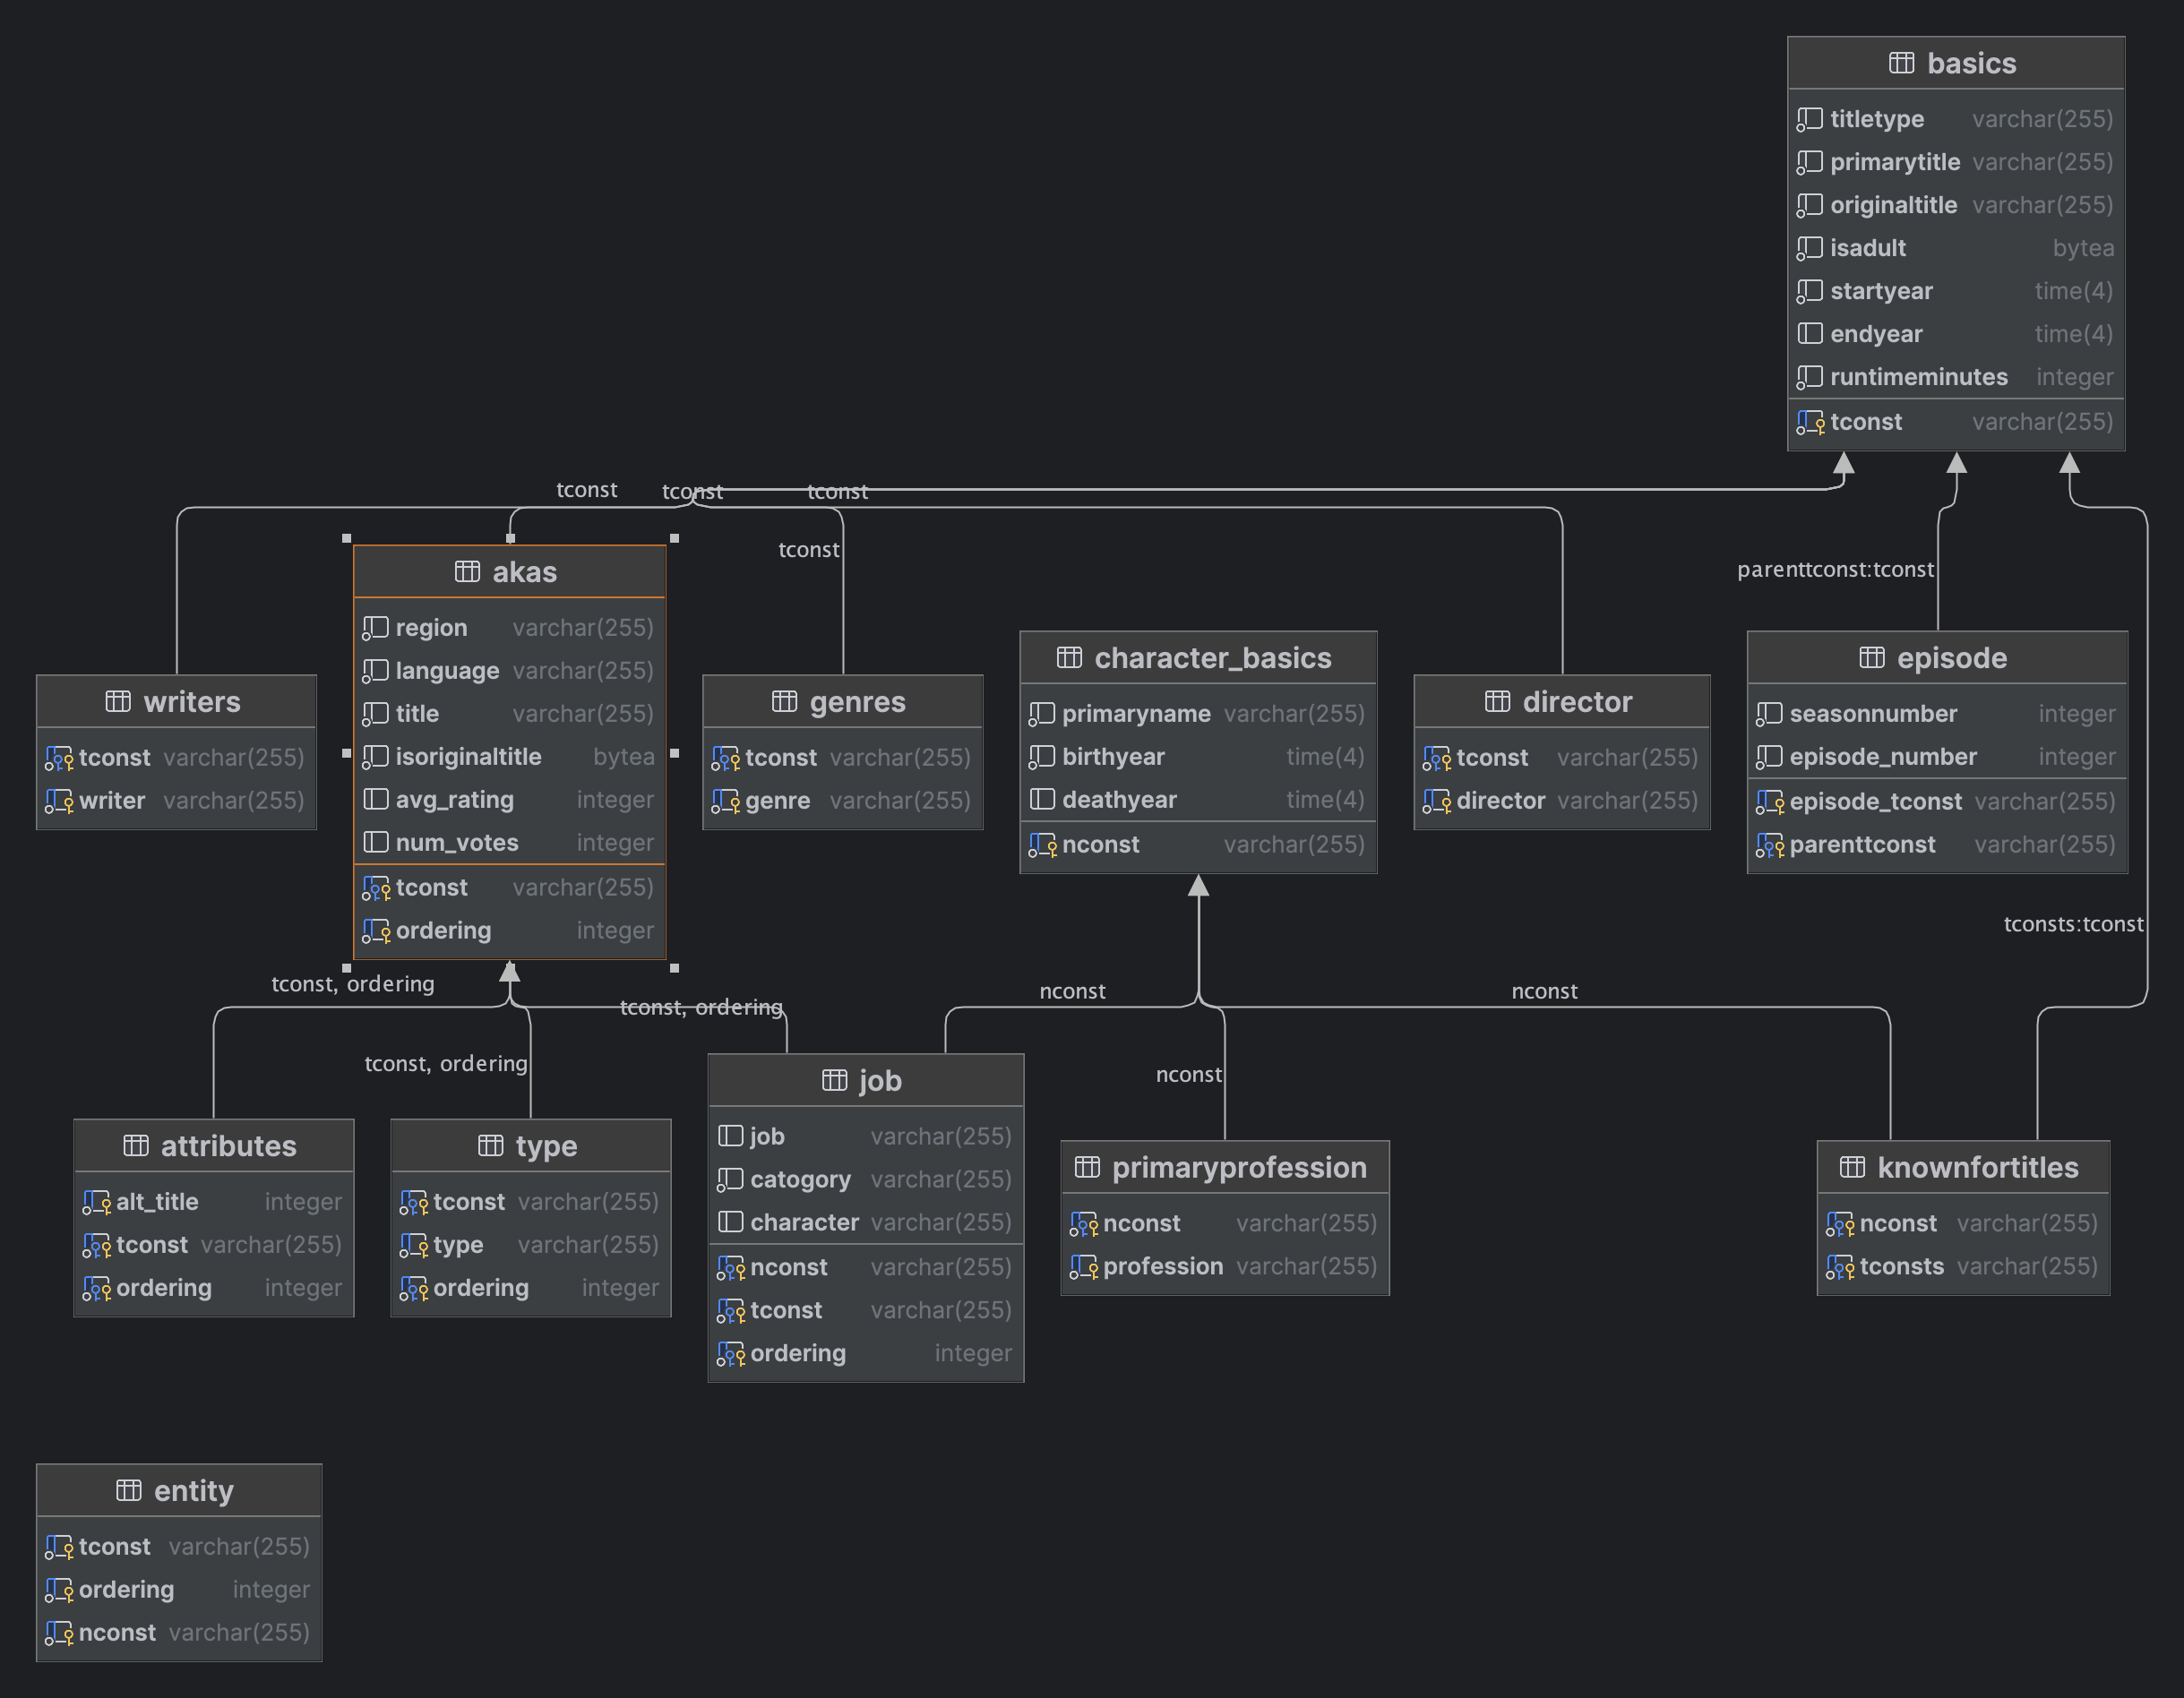 basics
titletype varchar(255)
primarytitle varchar(255)
originaltitle varchar(255)
isadult bytea
startyear time(4)
endyear time(4)
runtimeminutes integer
tconst varchar(255)
tconst
tconst
tconst
tconst
parenttconst:tconst
akas
region varchar(255)
language varchar(255)
title varchar(255)
isoriginaltitle bytea
avg_rating integer
num_votes integer
tconst varchar(255)
ordering integer
writers
tconst varchar(255)
writer varchar(255)
genres
tconst varchar(255)
genre varchar(255)
character_basics
primaryname varchar(255)
birthyear time(4)
deathyear time(4)
nconst varchar(255)
director
tconst varchar(255)
director varchar(255)
episode
seasonnumber integer
episode_number integer
episode_tconst varchar(255)
parenttconst varchar(255)
tconsts:tconst
tconst, ordering
tconst, ordering
tconst, ordering
nconst
nconst
nconst
attributes
alt_title integer
tconst varchar(255)
ordering integer
type
tconst varchar(255)
type varchar(255)
ordering integer
job
job varchar(255)
catogory varchar(255)
character varchar(255)
nconst varchar(255)
tconst varchar(255)
ordering integer
primaryprofession
nconst varchar(255)
profession varchar(255)
knownfortitles
nconst varchar(255)
tconsts varchar(255)
entity
tconst varchar(255)
ordering integer
nconst varchar(255)